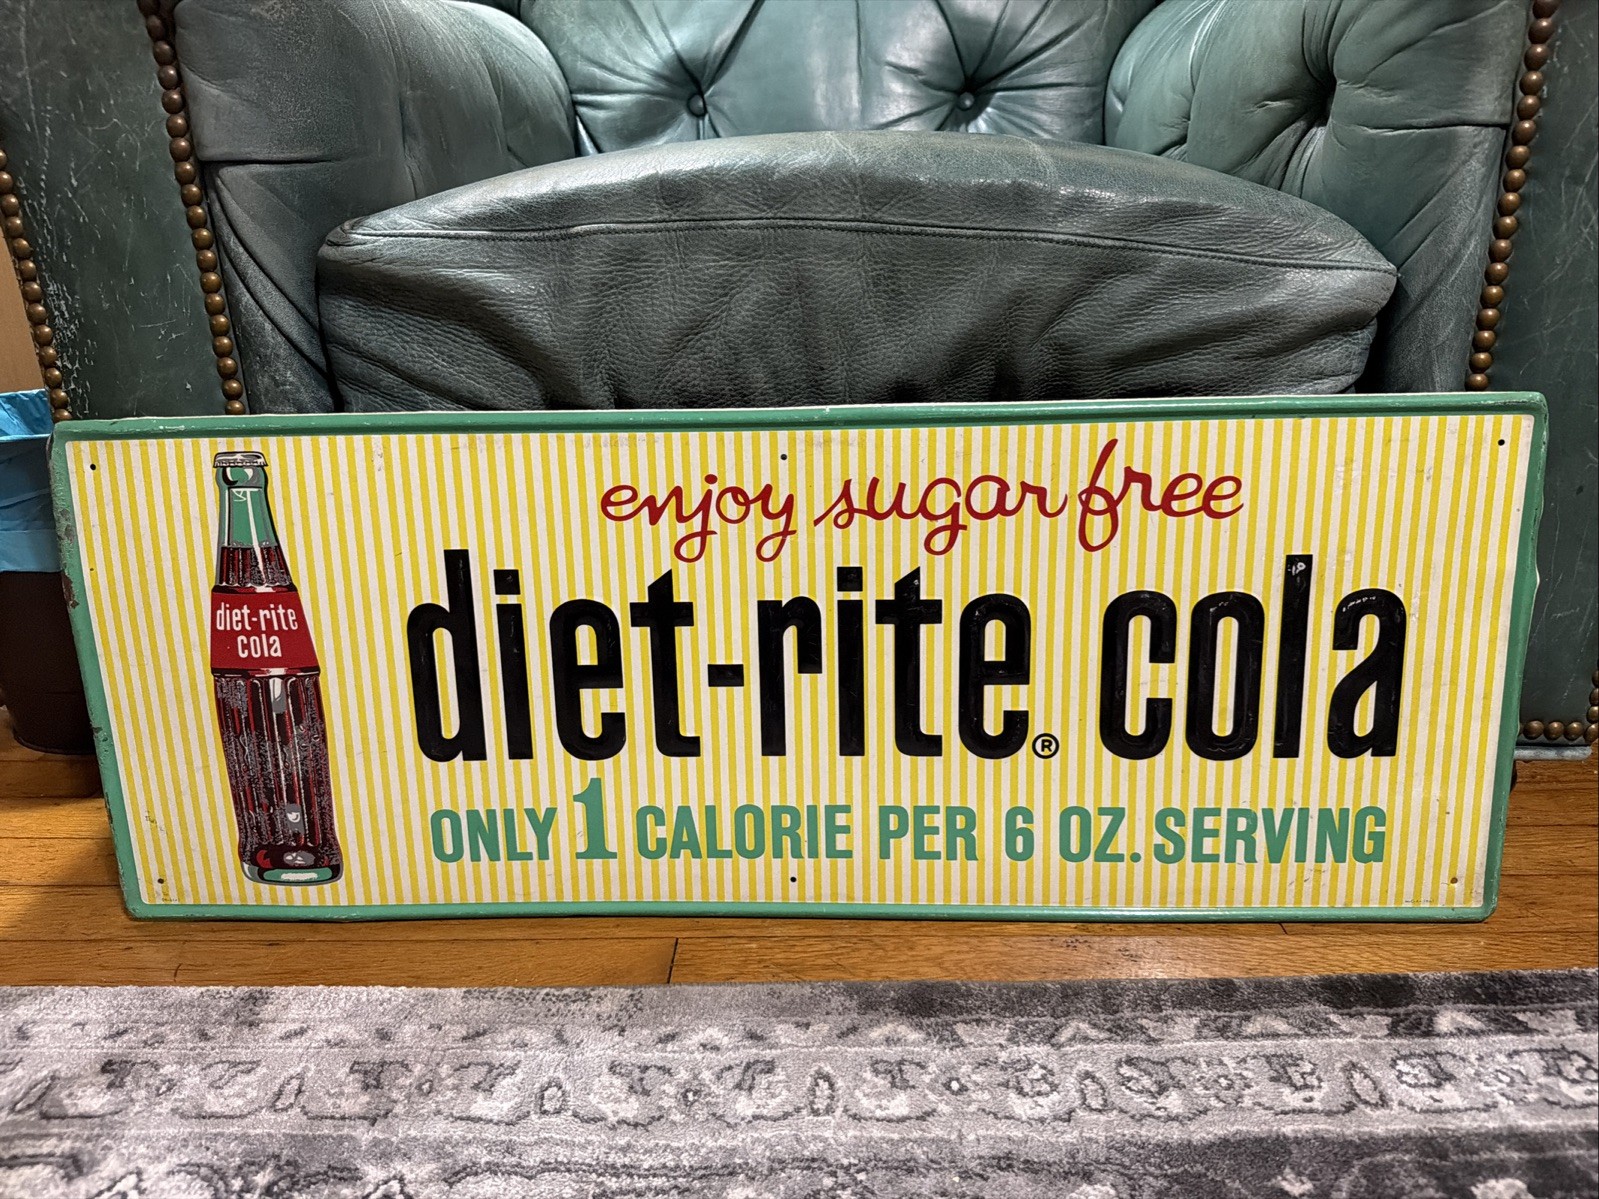 enjoy sugar free
diet-rite® cola
ONLY 1 CALORIE PER 6 OZ. SERVING
diet-rite
cola